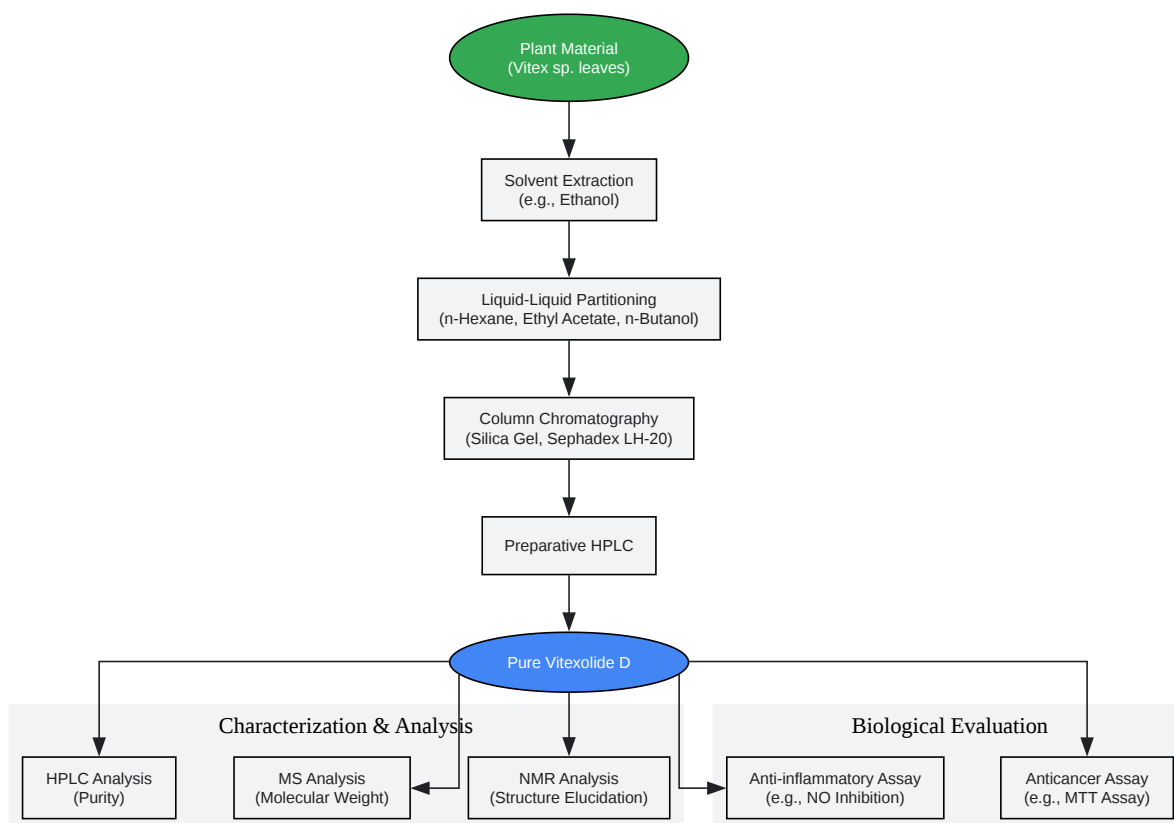 Plant Material
(Vitex sp. leaves)
Solvent Extraction
(e.g., Ethanol)
Liquid-Liquid Partitioning
(n-Hexane, Ethyl Acetate, n-Butanol)
Column Chromatography
(Silica Gel, Sephadex LH-20)
Preparative HPLC
Pure Vitexolide D
Characterization & Analysis
HPLC Analysis
(Purity)
MS Analysis
(Molecular Weight)
NMR Analysis
(Structure Elucidation)
Biological Evaluation
Anti-inflammatory Assay
(e.g., NO Inhibition)
Anticancer Assay
(e.g., MTT Assay)